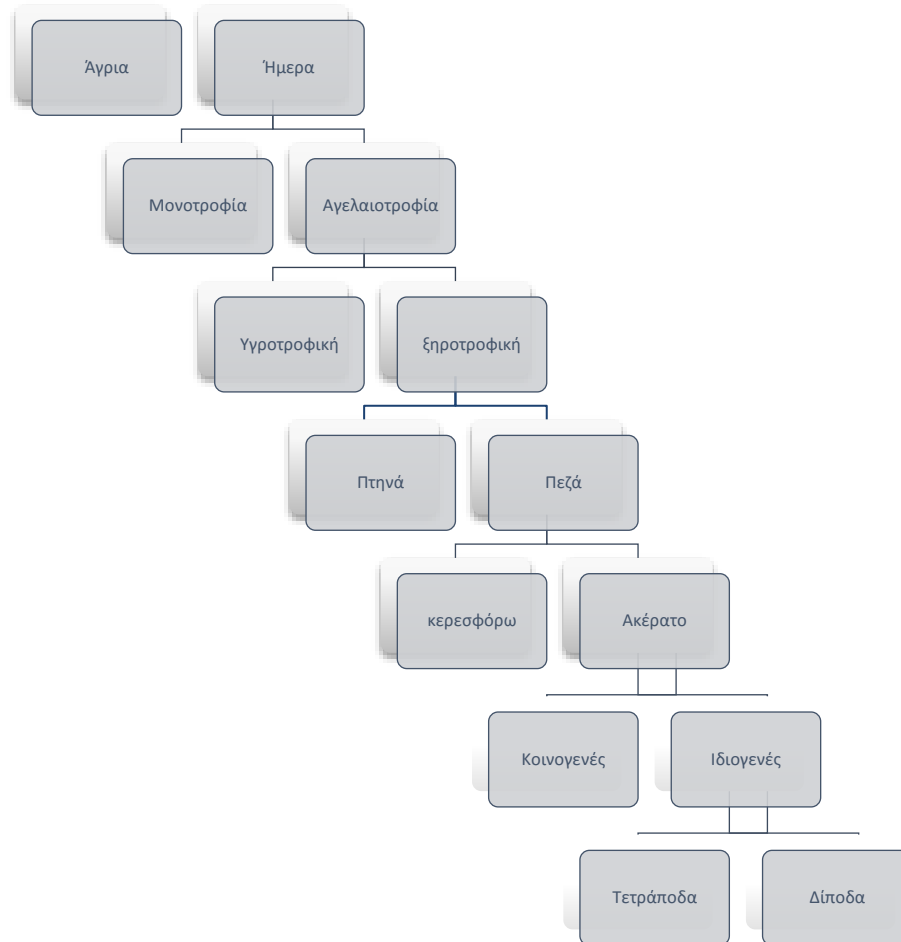 Άγρια
Ήμερα
Μονοτροφία
Αγελαιοτροφία
Υγροτροφική
ξηροτροφική
Πτηνά
Πεζά
κερεσφόρω
Ακέρατο
Κοινογενές
Ιδιογενές
Τετράποδα
Δίποδα